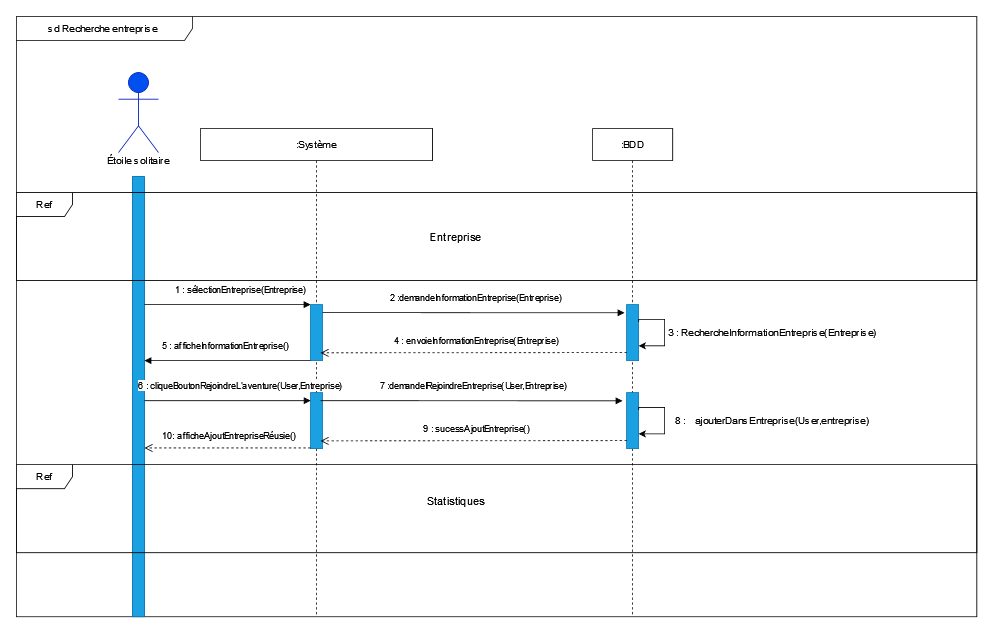 sd Recherche entreprise
Étoile solitaire
:Système
:BDD
Ref
Entreprise
1 : sélectionEntreprise(Entreprise)
2 :demandeInformationEntreprise(Entreprise)
3 : RechercheInformationEntreprise(Entreprise)
4 : envoieInformationEntreprise(Entreprise)
5 : afficheInformationEntreprise()
6 : cliqueBoutonRejoindreL'aventure(User,Entreprise)
7 :demandeRejoindreEntreprise(User,Entreprise)
8 : ajouterDansEntreprise(User,entreprise)
9 : sucessAjoutEntreprise()
10: afficheAjoutEntrepriseRéusie()
Ref
Statistiques